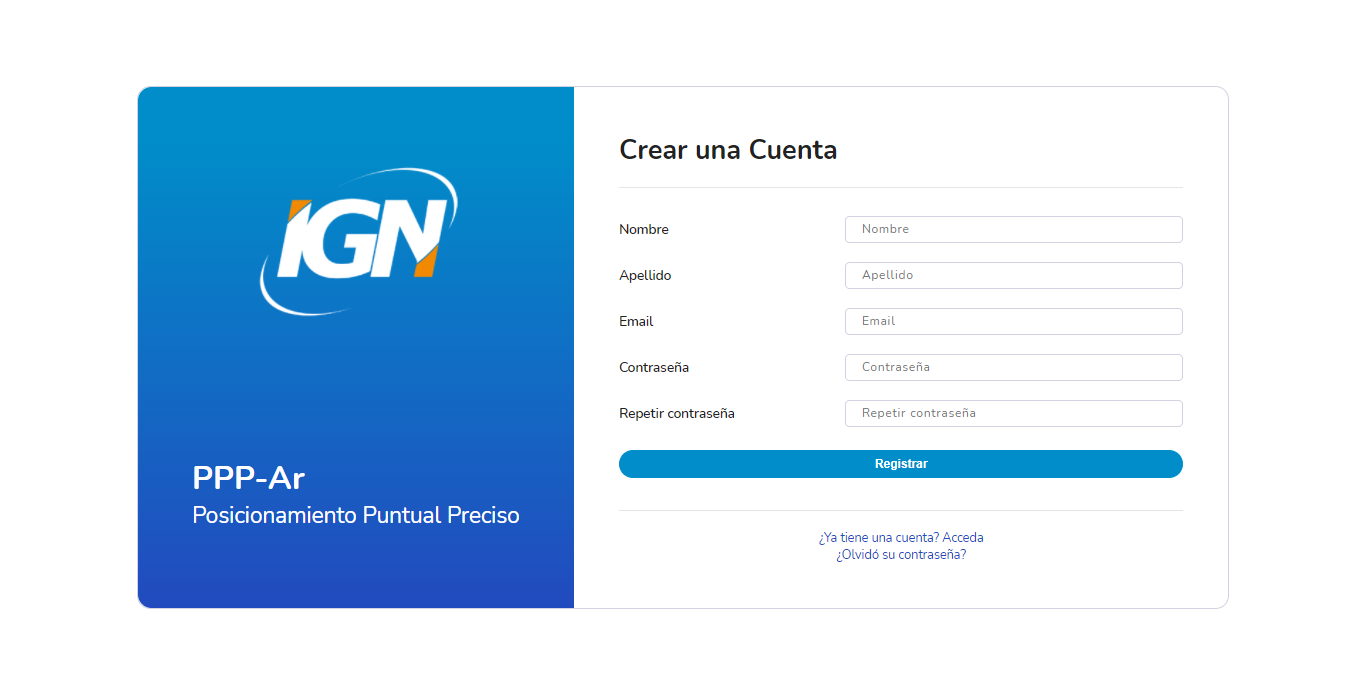 IGN
PPP-Ar
Posicionamiento Puntual Preciso
Crear una Cuenta
Nombre Nombre
Apellido Apellido
Email Email
Contraseña Contraseña
Repetir contraseña Repetir contraseña
Registrar
¿Ya tiene una cuenta? Acceda
¿Olvidó su contraseña?